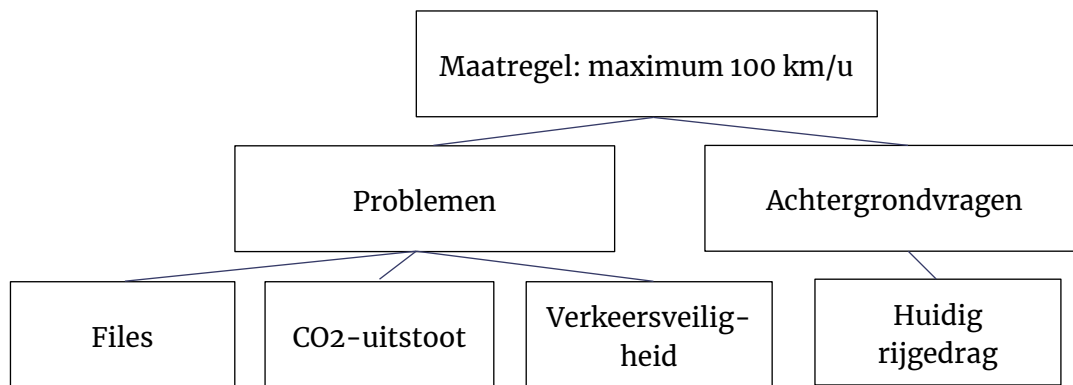 Maatregel: maximum 100 km/u
Problemen
Achtergrondvragen
Files
CO2-uitstoot
Verkeersveilig-
heid
Huidig
rijgedrag